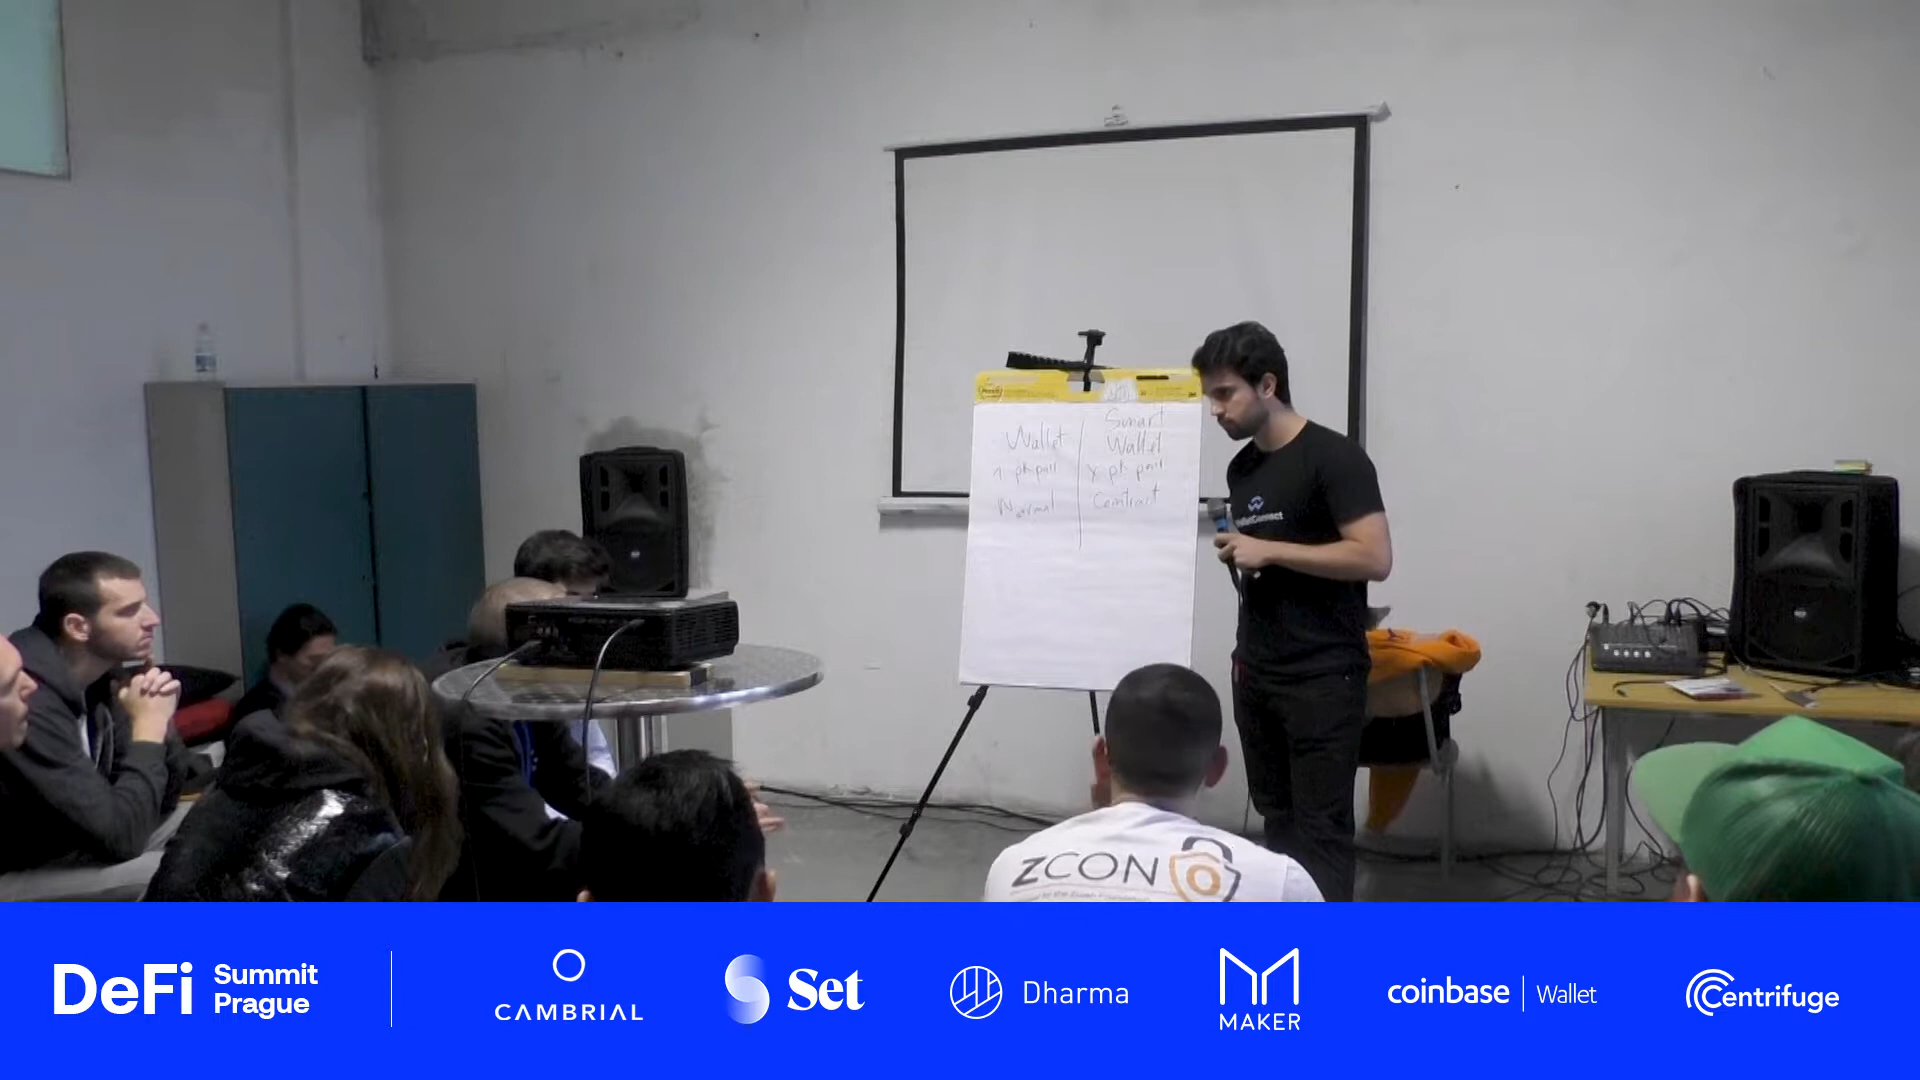 Smart
Wallet
Wallet
1 pk pair
X pk pair
Normal
Contract
WalletConnect
ZCON
DeFi
Summit
Prague
CAMBRIAL
Set
Dharma
MAKER
coinbase
Wallet
Centrifuge